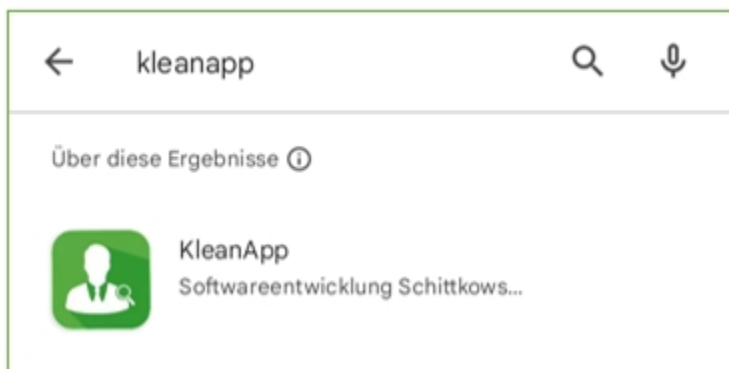 kleanapp
Über diese Ergebnisse
KleanApp
Softwareentwicklung Schittkows...